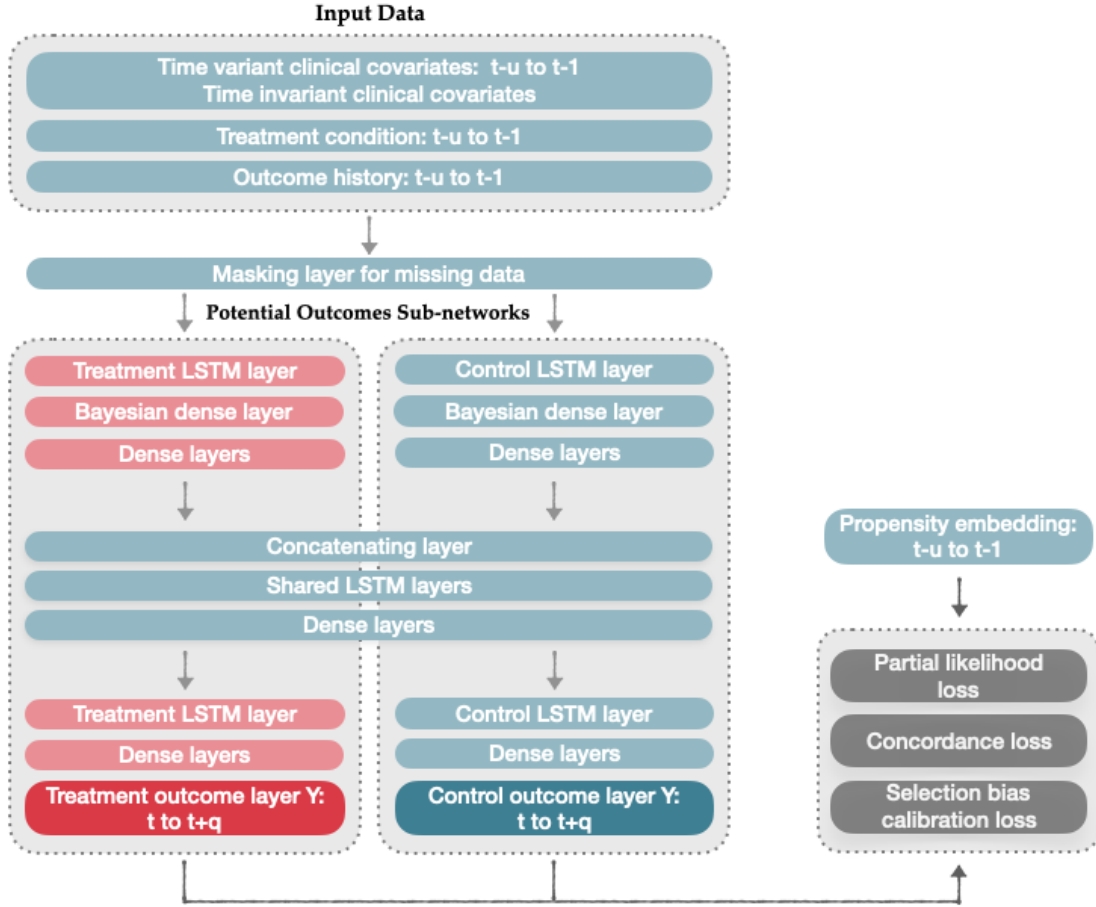 Input Data
Time variant clinical covariates: t-u to t-1
Time invariant clinical covariates
Treatment condition: t-u to t-1
Outcome history: t-u to t-1
Masking layer for missing data
Potential Outcomes Sub-networks
Treatment LSTM layer
Bayesian dense layer
Dense layers
Control LSTM layer
Bayesian dense layer
Dense layers
Concatenating layer
Shared LSTM layers
Dense layers
Treatment LSTM layer
Dense layers
Treatment outcome layer Y:
t to t+q
Control LSTM layer
Dense layers
Control outcome layer Y:
t to t+q
Propensity embedding:
t-u to t-1
Partial likelihood
loss
Concordance loss
Selection bias
calibration loss